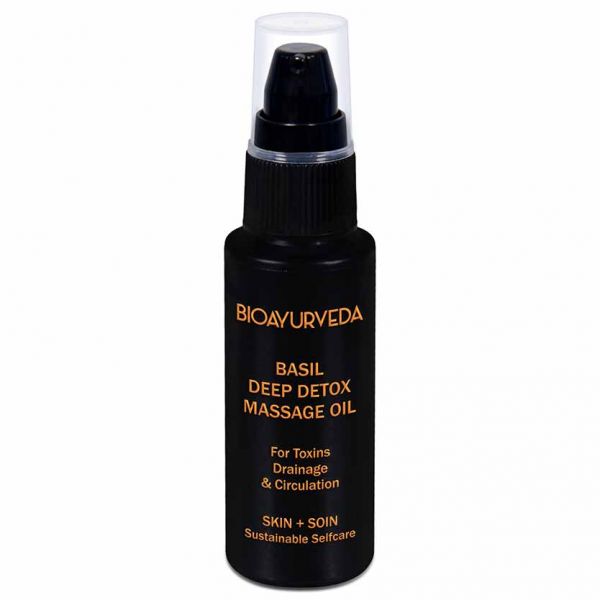 BIOAYURVEDA
BASIL
DEEP DETOX
MASSAGE OIL
For Toxins
Drainage
& Circulation
SKIN + SOIN
Sustainable Selfcare